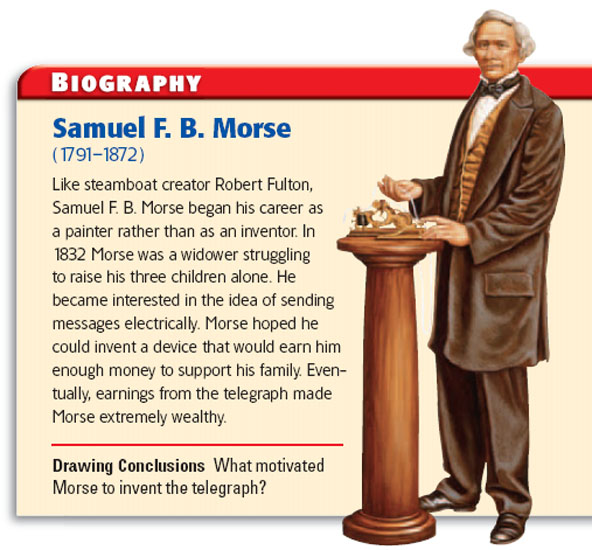 BIOGRAPHY
Samuel F. B. Morse
(1791–1872)
Like steamboat creator Robert Fulton,
Samuel F. B. Morse began his career as
a painter rather than as an inventor. In
1832 Morse was a widower struggling
to raise his three children alone. He
became interested in the idea of sending
messages electrically. Morse hoped he
could invent a device that would earn him
enough money to support his family. Even-
tually, earnings from the telegraph made
Morse extremely wealthy.
Drawing Conclusions What motivated
Morse to invent the telegraph?